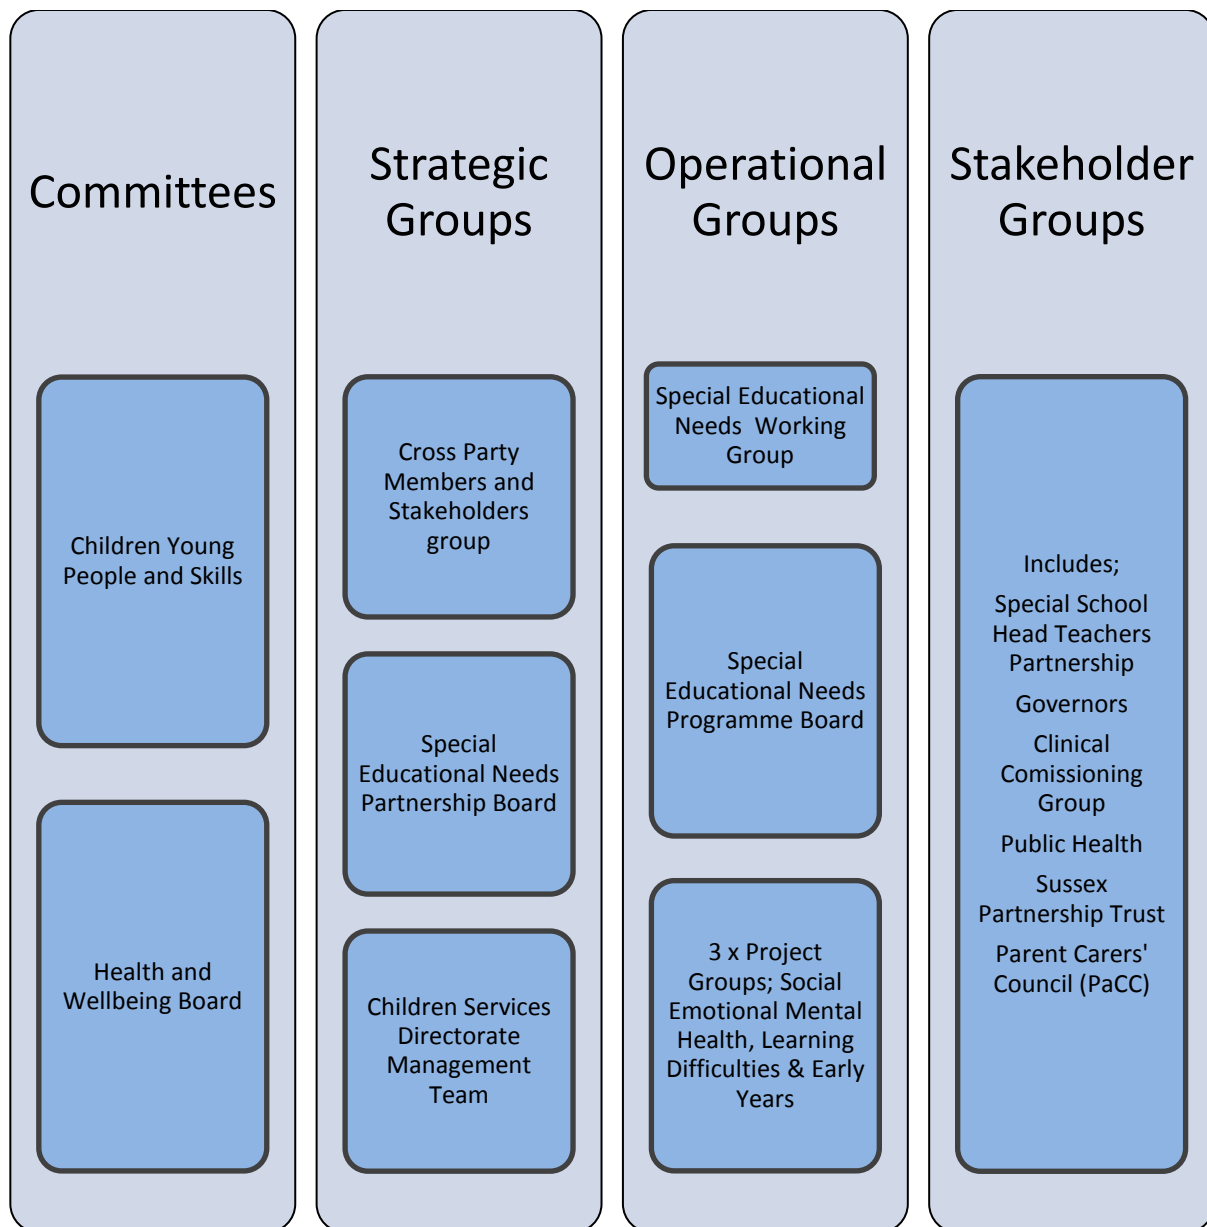 Committees
Children Young
People and Skills
Health and
Wellbeing Board
Strategic
Groups
Cross Party
Members and
Stakeholders
group
Special
Educational Needs
Partnership Board
Children Services
Directorate
Management
Team
Operational
Groups
Special Educational
Needs  Working
Group
Special
Educational Needs
Programme Board
3 x Project
Groups; Social
Emotional Mental
Health, Learning
Difficulties & Early
Years
Stakeholder
Groups
Includes;
Special School
Head Teachers
Partnership
Governors
Clinical
Comissioning
Group
Public Health
Sussex
Partnership Trust
Parent Carers'
Council (PaCC)